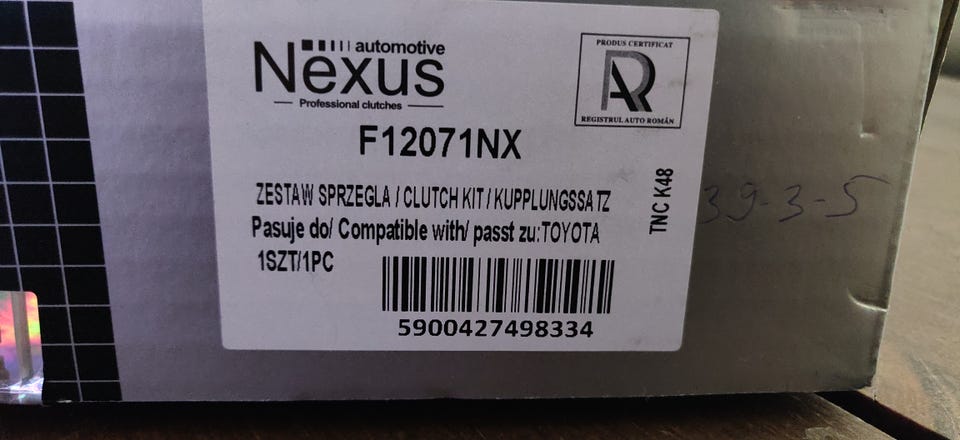 automotive
Nexus
Professional clutches
PRODUS CERTIFICAT
AR
REGISTRUL AUTO ROMÂN
F12071NX
ZESTAW SPRZEGLA / CLUTCH KIT / KUPPLUNGSSATZ
Pasuje do/ Compatible with/ passt zu:TOYOTA
1SZT/1PC
5900427498334
TNC K48
39-3-5